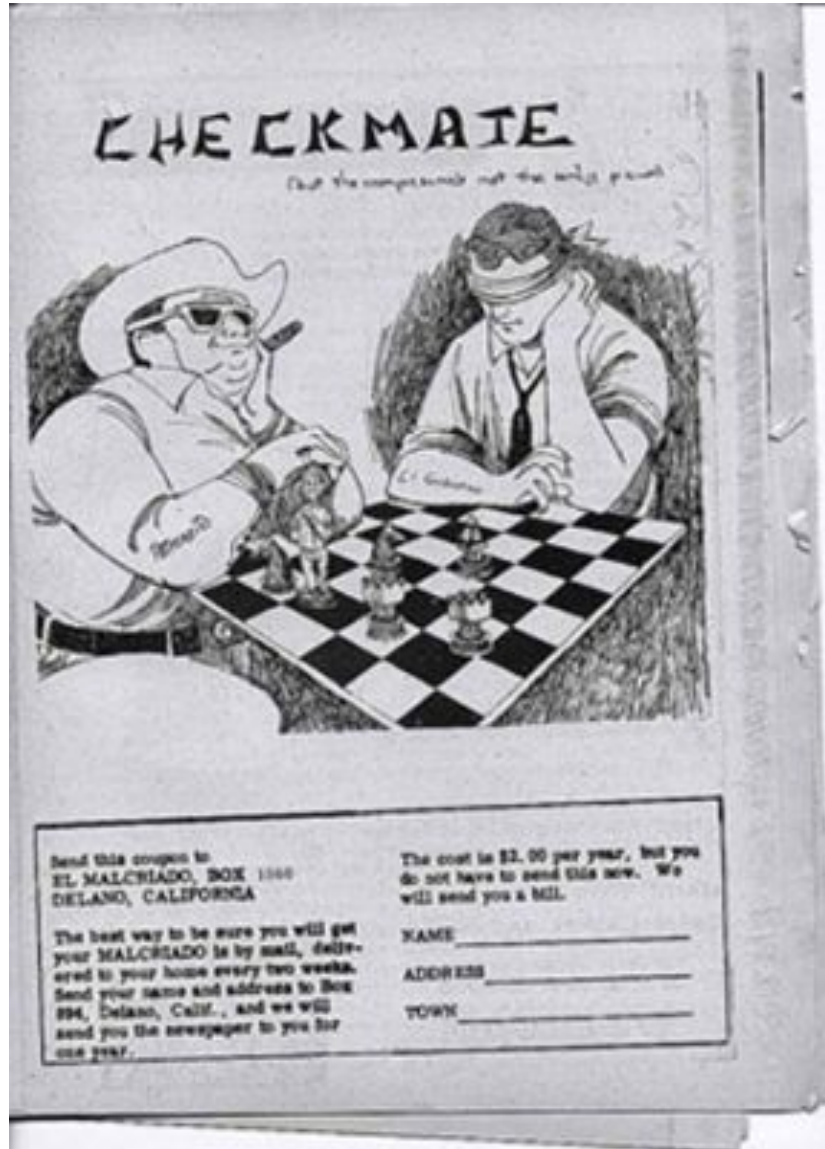 CHECKMATE
(but the campesino's not the only pawn)
El Gobierno
Send this coupon to
EL MALCRIADO, BOX 1060
DELANO, CALIFORNIA
The best way to be sure you will get
your MALCRIADO is by mail, deliv-
ered to your home every two weeks.
Send your name and address to Box
894, Delano, Calif., and we will
send you the newspaper to you for
one year.
The cost is $2.00 per year, but you
do not have to send this now. We
will send you a bill.
NAME
ADDRESS
TOWN